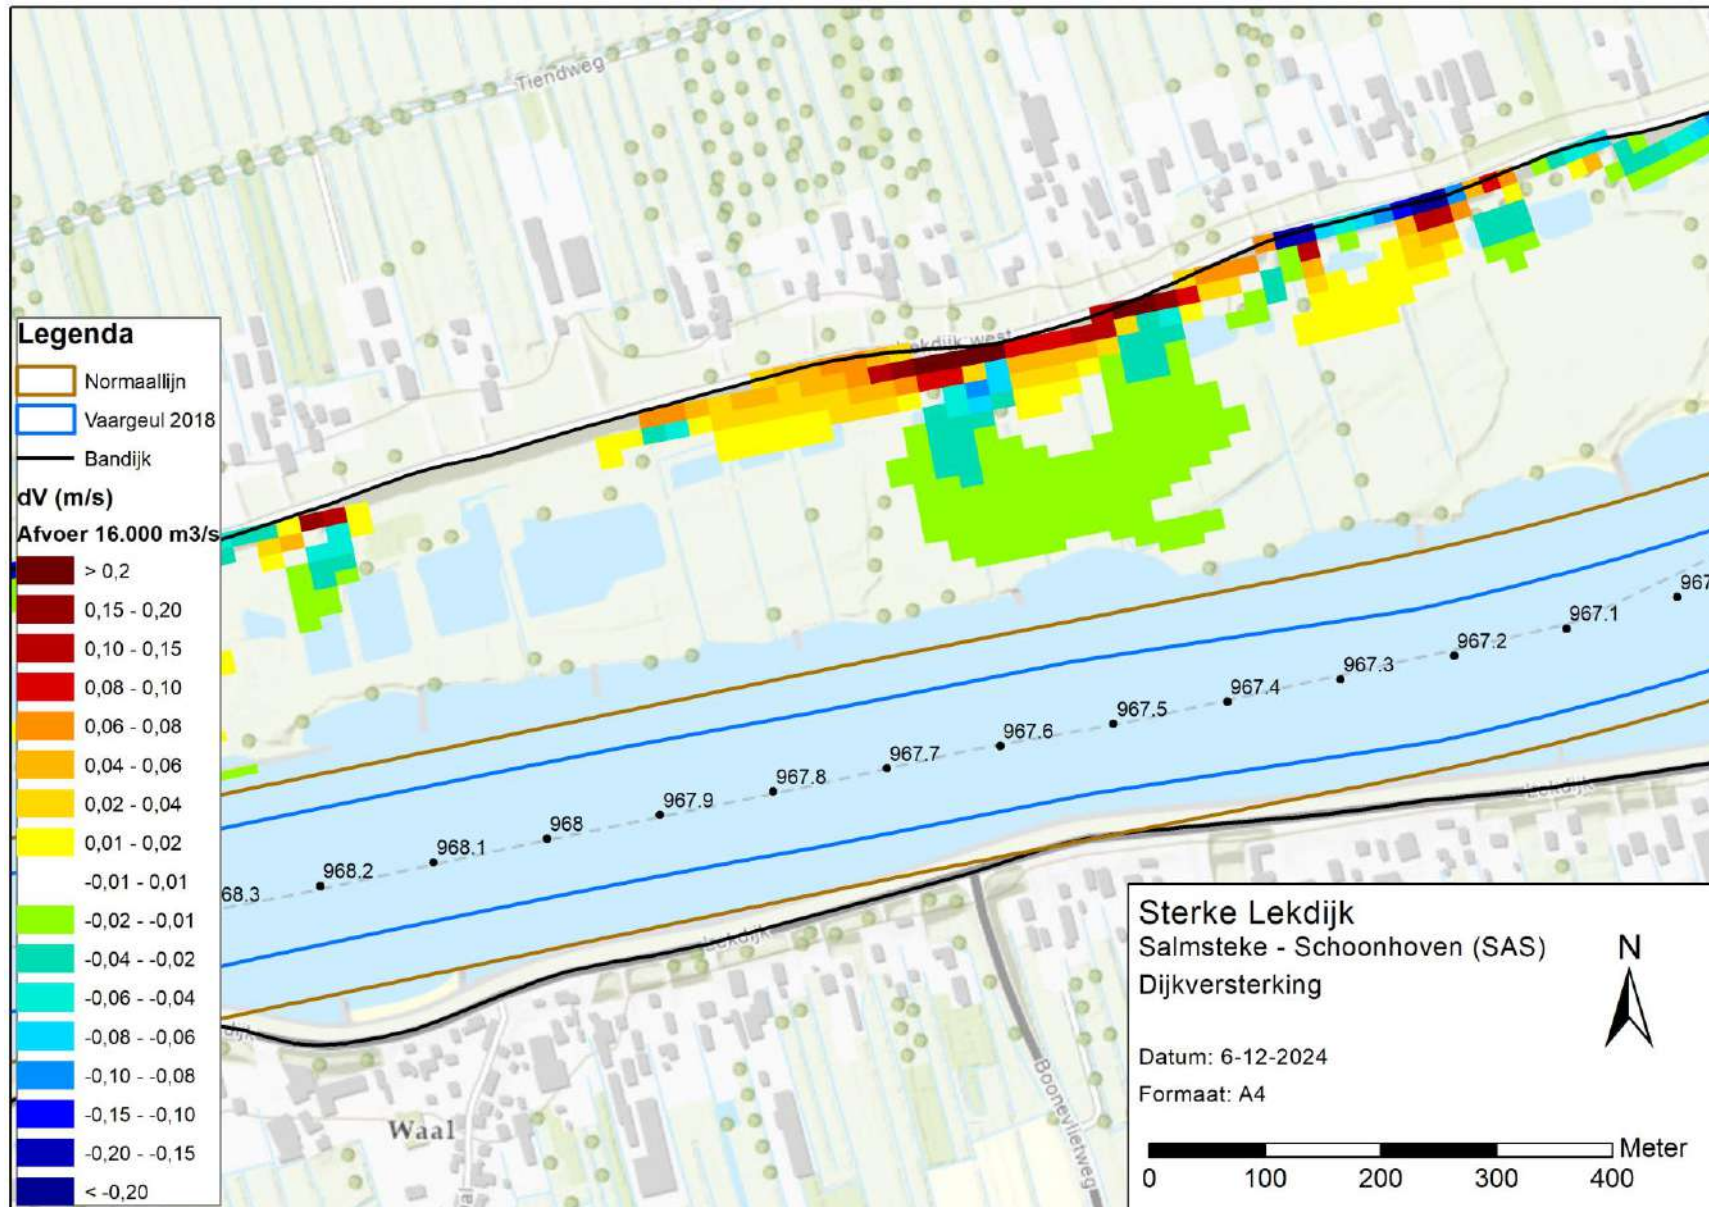 Tiendweg
Lekdijk west
Legenda
Normaallijn
Vaargeul 2018
Bandijk
dV (m/s)
Afvoer 16.000 m3/s
> 0,2
0,15 - 0,20
0,10 - 0,15
0,08 - 0,10
0,06 - 0,08
0,04 - 0,06
0,02 - 0,04
0,01 - 0,02
-0,01 - 0,01
-0,02 - -0,01
-0,04 - -0,02
-0,06 - -0,04
-0,08 - -0,06
-0,10 - -0,08
-0,15 - -0,10
-0,20 - -0,15
< -0,20
967
967.1
967.2
967.3
967.4
967.5
967.6
967.7
967.8
967.9
968
968.1
968.2
68.3
Lekdijk
Lekdijk
dijk
Waal
al
Boonevlietweg
Sterke Lekdijk
Salmsteke - Schoonhoven (SAS)
Dijkversterking
N
Datum: 6-12-2024
Formaat: A4
Meter
0 100 200 300 400